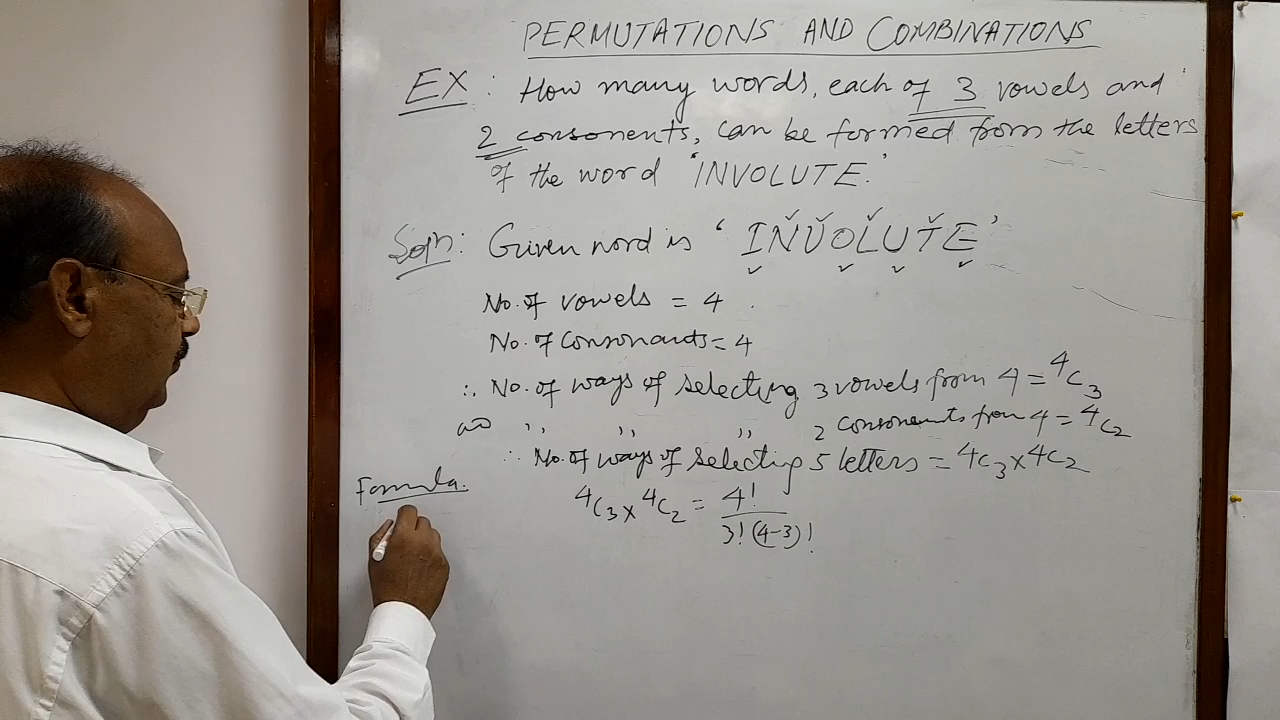 PERMUTATIONS AND COMBINATIONS
EX: How many words, each of 3 vowels and
2 consonents, can be formed from the letters
of the word 'INVOLUTE.'
Soln: Given word is 'INVOLUTE'
No. of vowels = 4
No. of Consonants = 4
∴ No. of ways of selecting 3 vowels from 4 = ⁴C₃
and ,, ,, ,, 2 consonents from 4 = ⁴C₂
∴ No. of ways of selecting 5 letters = 4C₃ x 4C₂
Formula.
⁴C₃ x ⁴C₂ = 4! / 3! (4-3)!